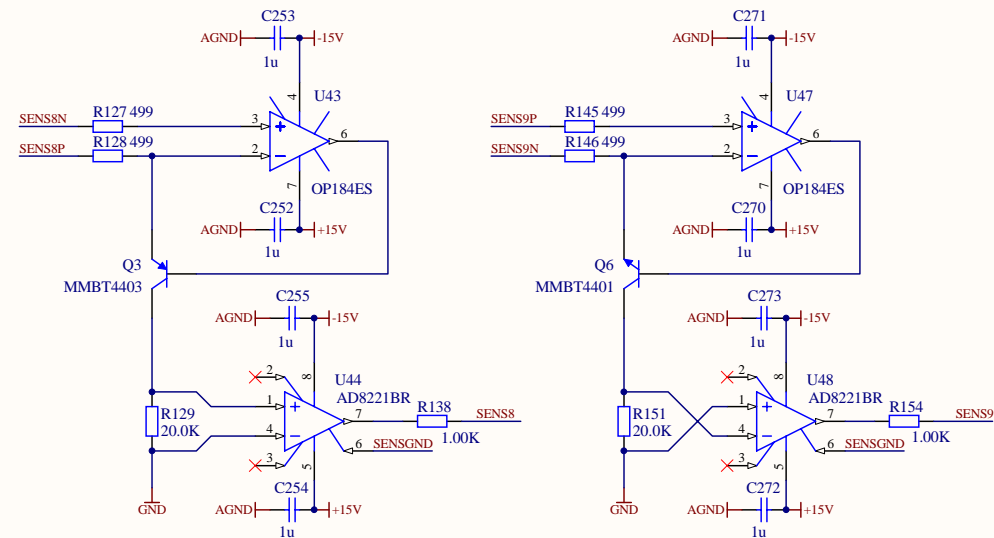 C253
AGND
-15V
1u
4
U43
R127 499
SENS8N
3
6
R128 499
SENS8P
2
7
OP184ES
C252
AGND
+15V
1u
Q3
MMBT4403
C255
AGND
-15V
1u
8
2
U44
AD8221BR
1
R129
20.0K
7
R138
SENS8
1.00K
4
6
SENSGND
3
5
C254
AGND
+15V
1u
GND
C271
AGND
-15V
1u
4
U47
R145 499
SENS9P
3
6
R146 499
SENS9N
2
7
OP184ES
C270
AGND
+15V
1u
Q6
MMBT4401
C273
AGND
-15V
1u
8
2
U48
AD8221BR
1
R151
20.0K
7
R154
SENS9
1.00K
4
6
SENSGND
3
5
C272
AGND
+15V
1u
GND